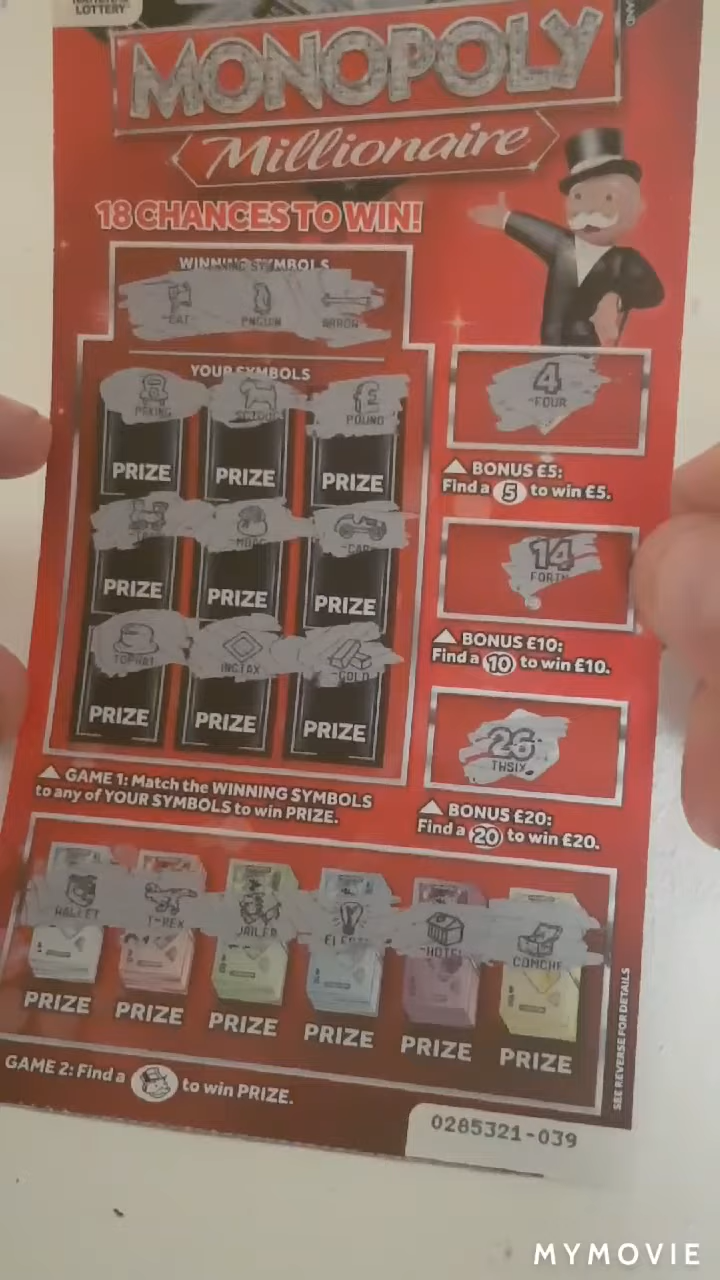 LOTTERY
MONOPOLY
Millionaire
18 CHANCES TO WIN!
WINNING SYMBOLS
CAT PNGUIN
YOUR SYMBOLS
PRKING POUND
PRIZE PRIZE PRIZE
CAR
PRIZE PRIZE PRIZE
TOPHAT INCTAX GOLD
PRIZE PRIZE PRIZE
GAME 1: Match the WINNING SYMBOLS
to any of YOUR SYMBOLS to win PRIZE.
4
FOUR
BONUS £5:
Find a 5 to win £5.
14
BONUS £10:
Find a 10 to win £10.
26
TWSIX
BONUS £20:
Find a 20 to win £20.
T-REX JAILER HOTEL COMCHE
PRIZE PRIZE PRIZE PRIZE PRIZE PRIZE
GAME 2: Find a to win PRIZE.
SEE REVERSE FOR DETAILS
0285321-039
MYMOVIE